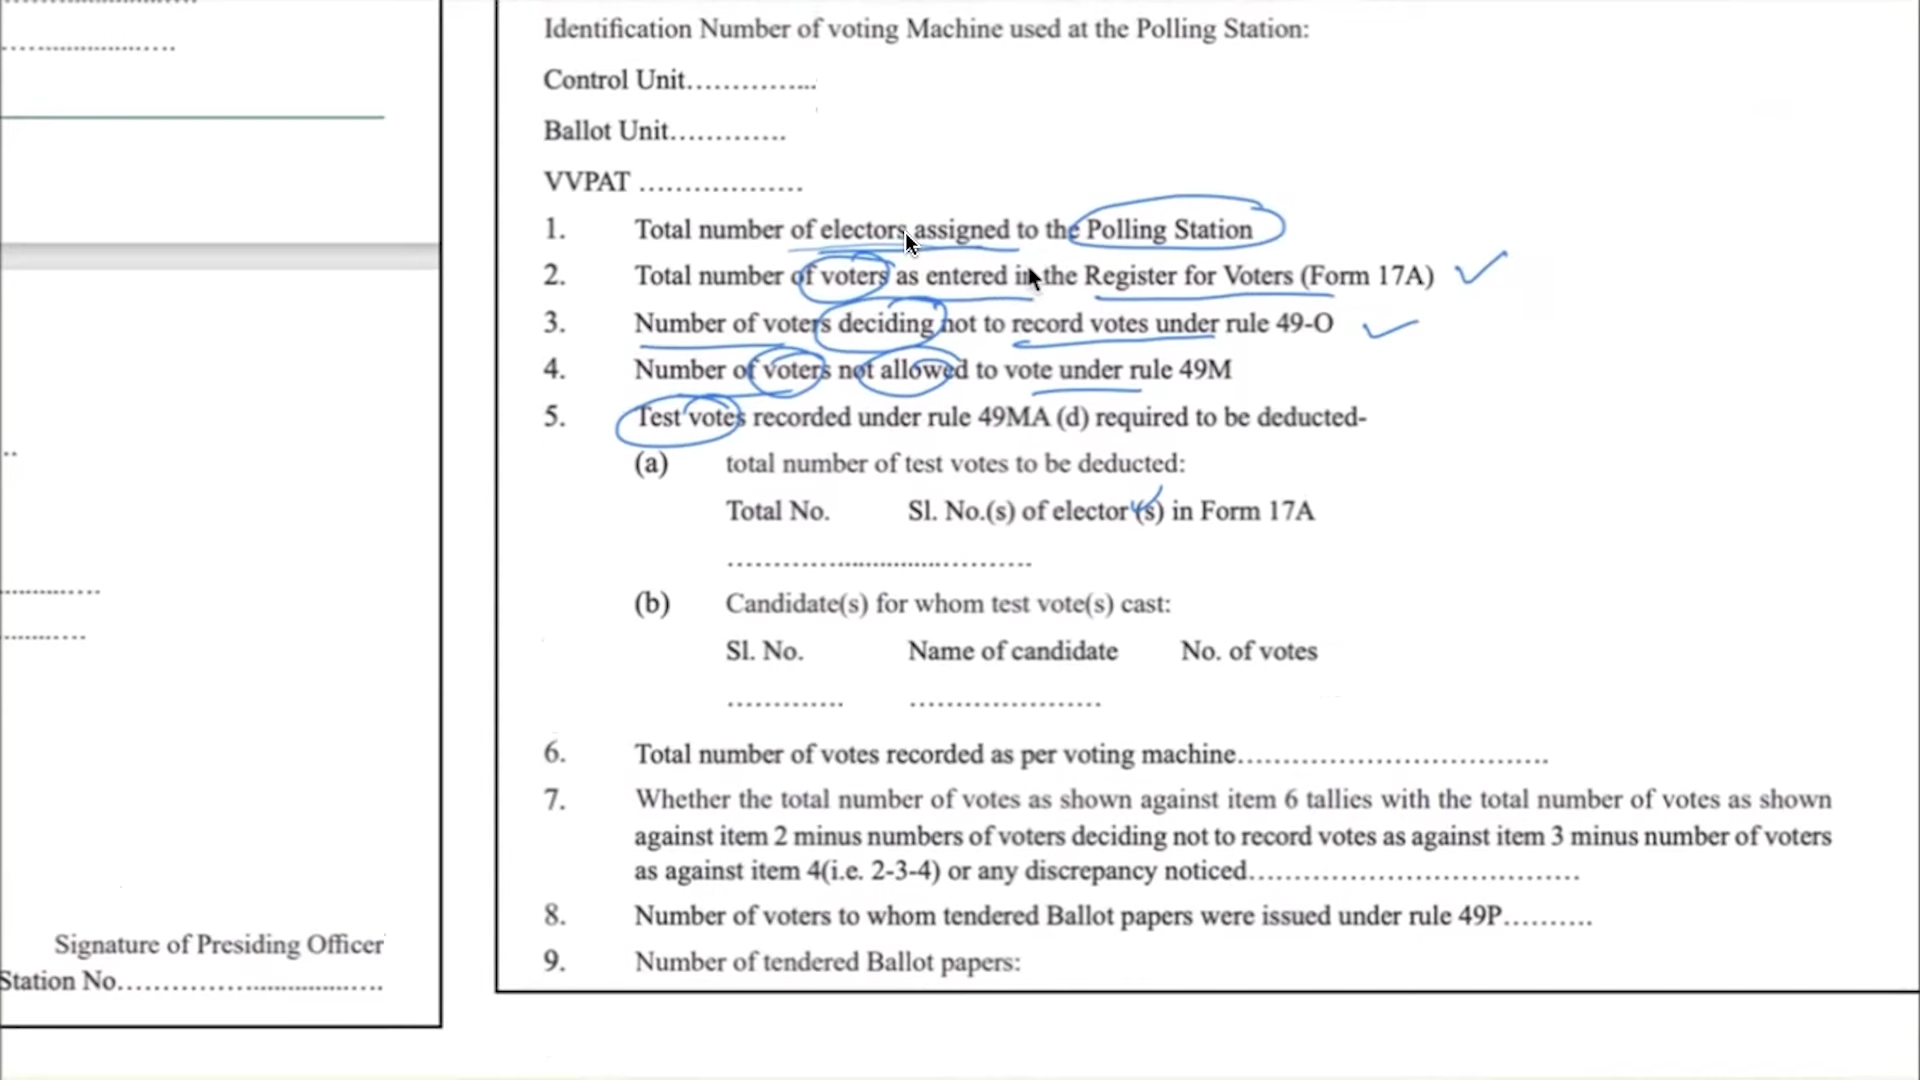 Identification Number of voting Machine used at the Polling Station:
Control Unit……………
Ballot Unit………….
VVPAT ………………
1. Total number of electors assigned to the Polling Station
2. Total number of voters as entered in the Register for Voters (Form 17A)
3. Number of voters deciding not to record votes under rule 49-O
4. Number of voters not allowed to vote under rule 49M
5. Test votes recorded under rule 49MA (d) required to be deducted-
(a) total number of test votes to be deducted:
Total No. Sl. No.(s) of elector (s) in Form 17A
………………………………
(b) Candidate(s) for whom test vote(s) cast:
Sl. No. Name of candidate No. of votes
…………. …………………
6. Total number of votes recorded as per voting machine……………………………
7. Whether the total number of votes as shown against item 6 tallies with the total number of votes as shown
against item 2 minus numbers of voters deciding not to record votes as against item 3 minus number of voters
as against item 4(i.e. 2-3-4) or any discrepancy noticed………………………………
8. Number of voters to whom tendered Ballot papers were issued under rule 49P……….
9. Number of tendered Ballot papers:
Signature of Presiding Officer
Station No…………………………